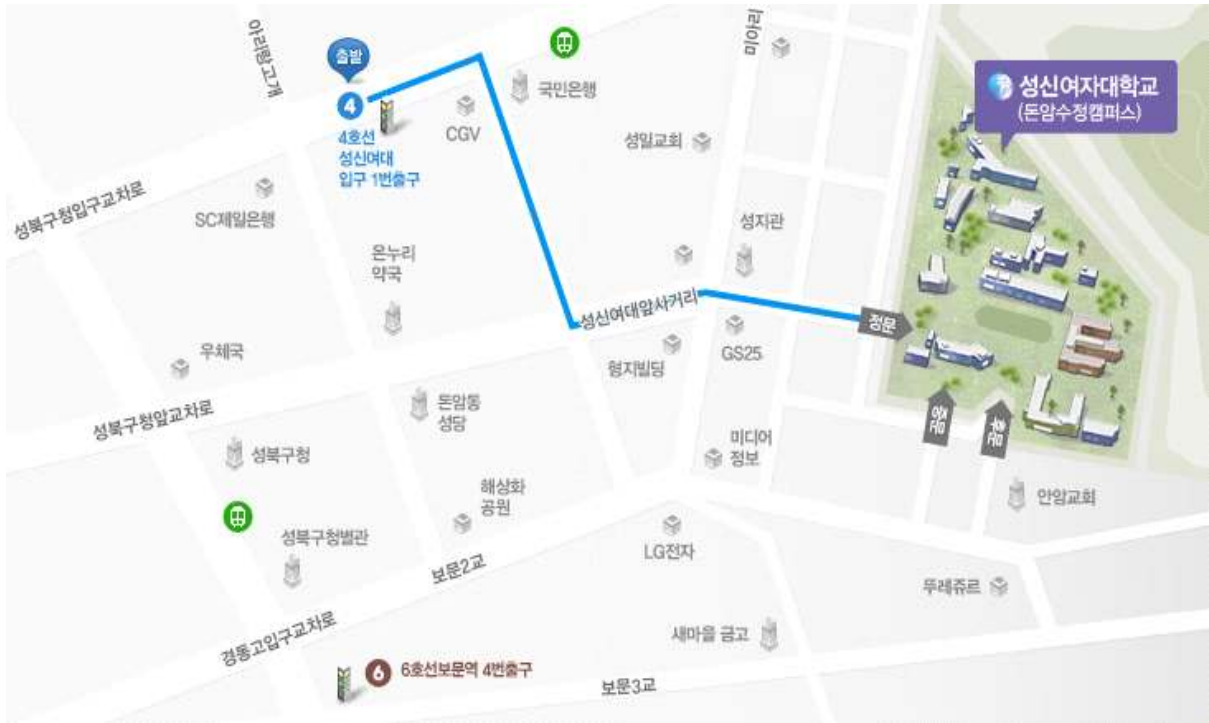 아리랑고개
출발
미아리
국민은행
성신여자대학교
(돈암수정캠퍼스)
4
4호선
성신여대
입구 1번출구
CGV
성일교회
성북구청입구교차로
SC제일은행
온누리
약국
성지관
성신여대앞사거리
정문
우체국
형지빌딩
GS25
성북구청앞교차로
돈암동
성당
미디어
정보
중문
후문
성북구청
해상화
공원
안암교회
성북구청별관
보문2교
LG전자
뚜레쥬르
경동고입구교차로
새마을 금고
6
6호선보문역 4번출구
보문3교